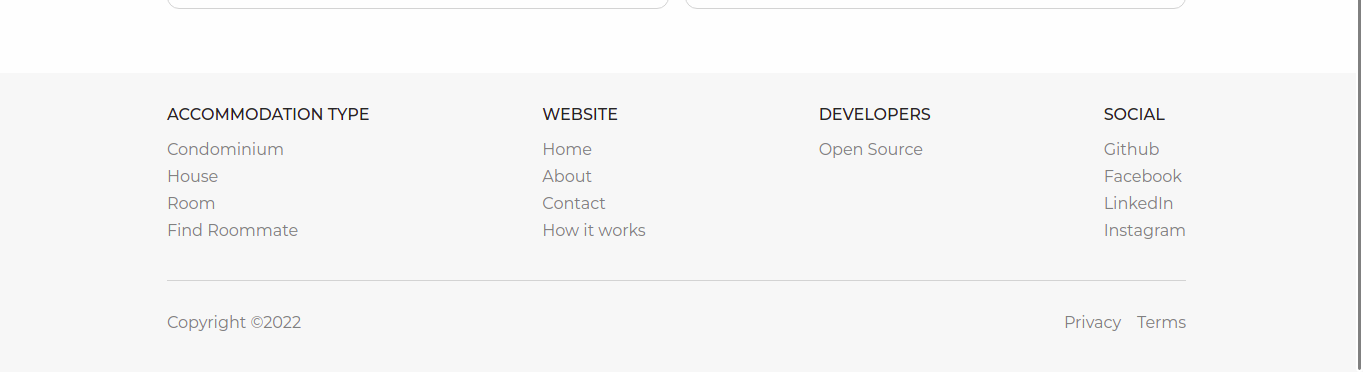 ACCOMMODATION TYPE
Condominium
House
Room
Find Roommate
WEBSITE
Home
About
Contact
How it works
DEVELOPERS
Open Source
SOCIAL
Github
Facebook
LinkedIn
Instagram
Copyright ©2022
Privacy Terms